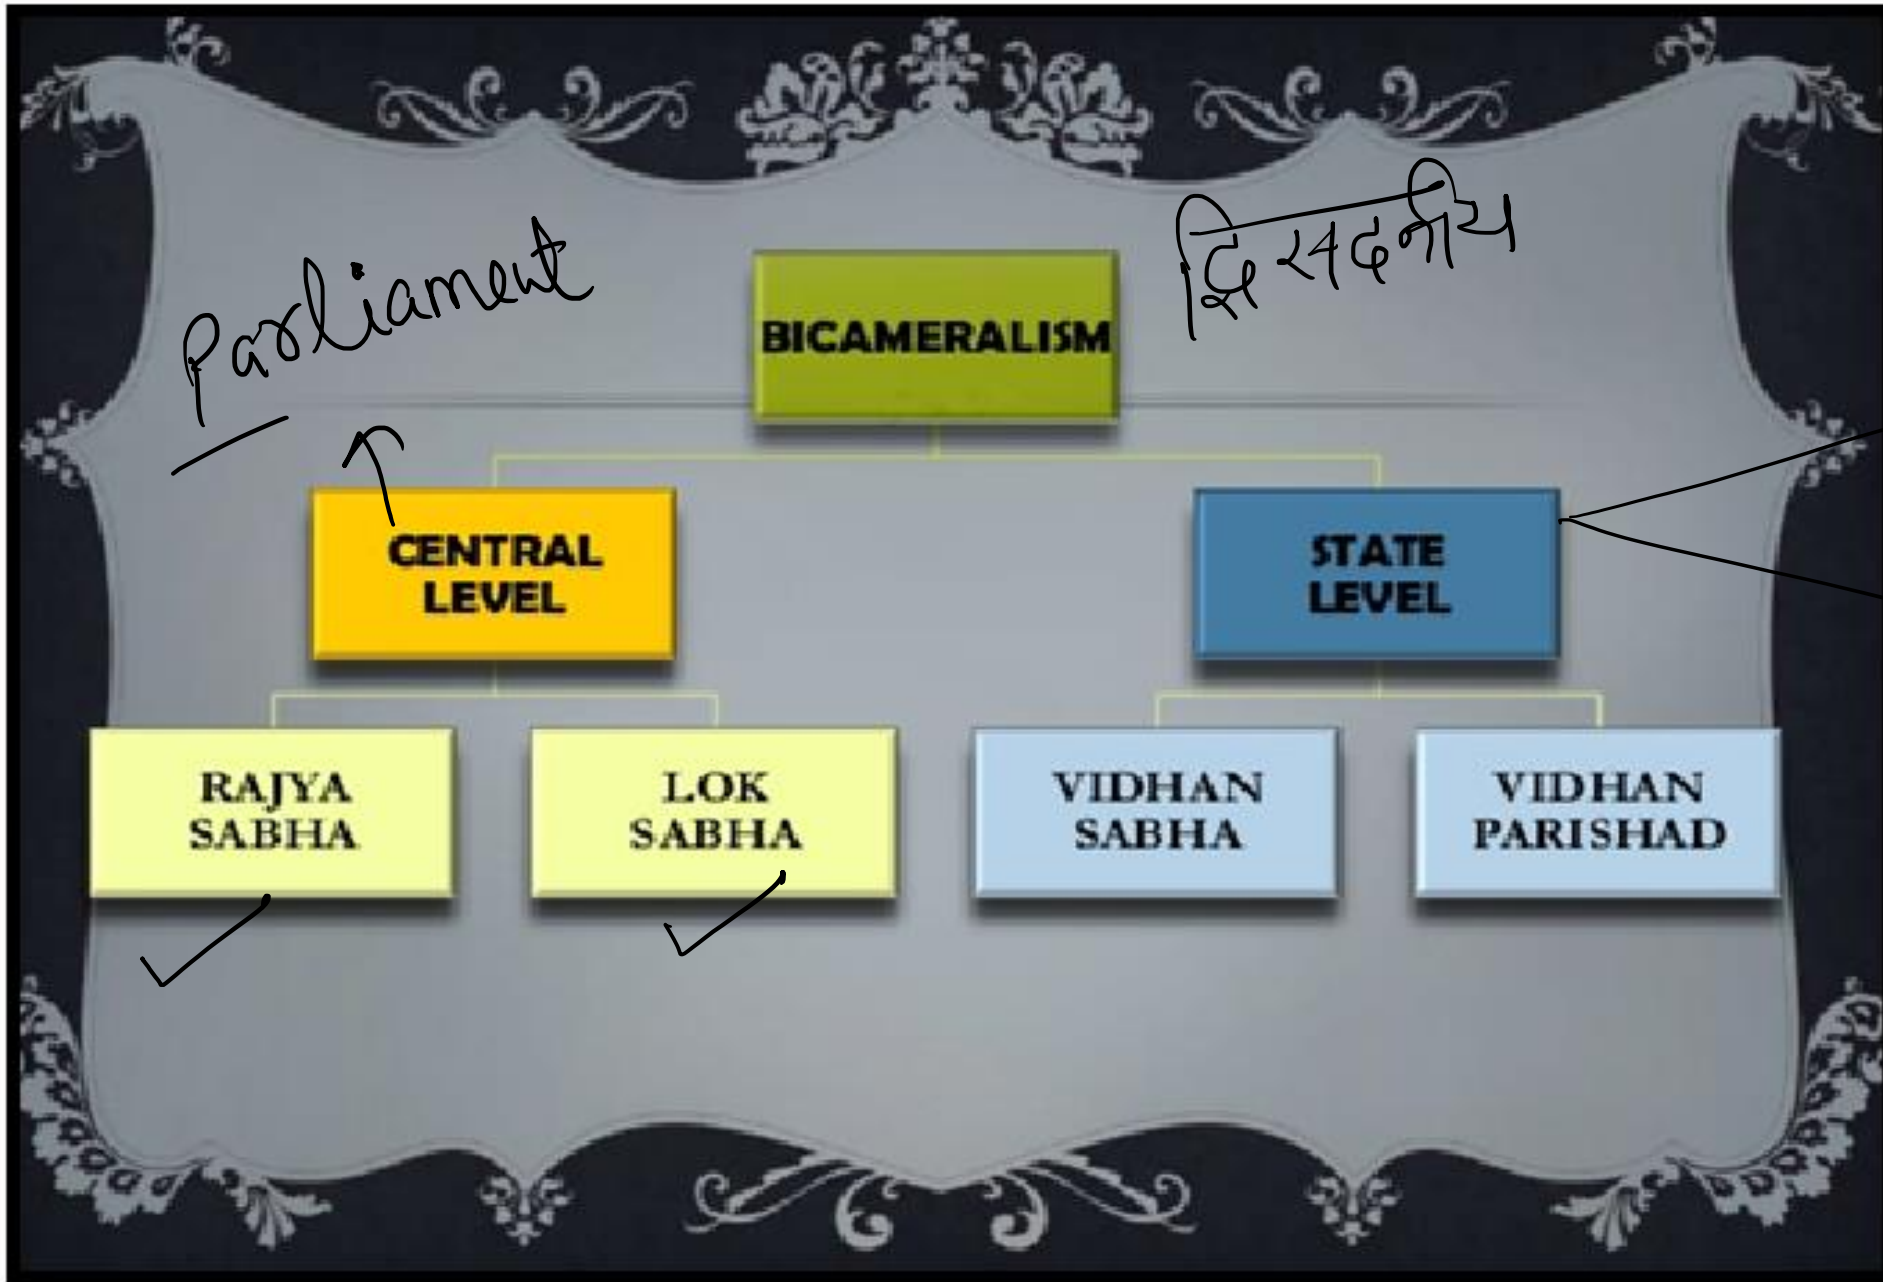 Parliament
द्विसदनीय
BICAMERALISM
CENTRAL
LEVEL
STATE
LEVEL
RAJYA
SABHA
LOK
SABHA
VIDHAN
SABHA
VIDHAN
PARISHAD